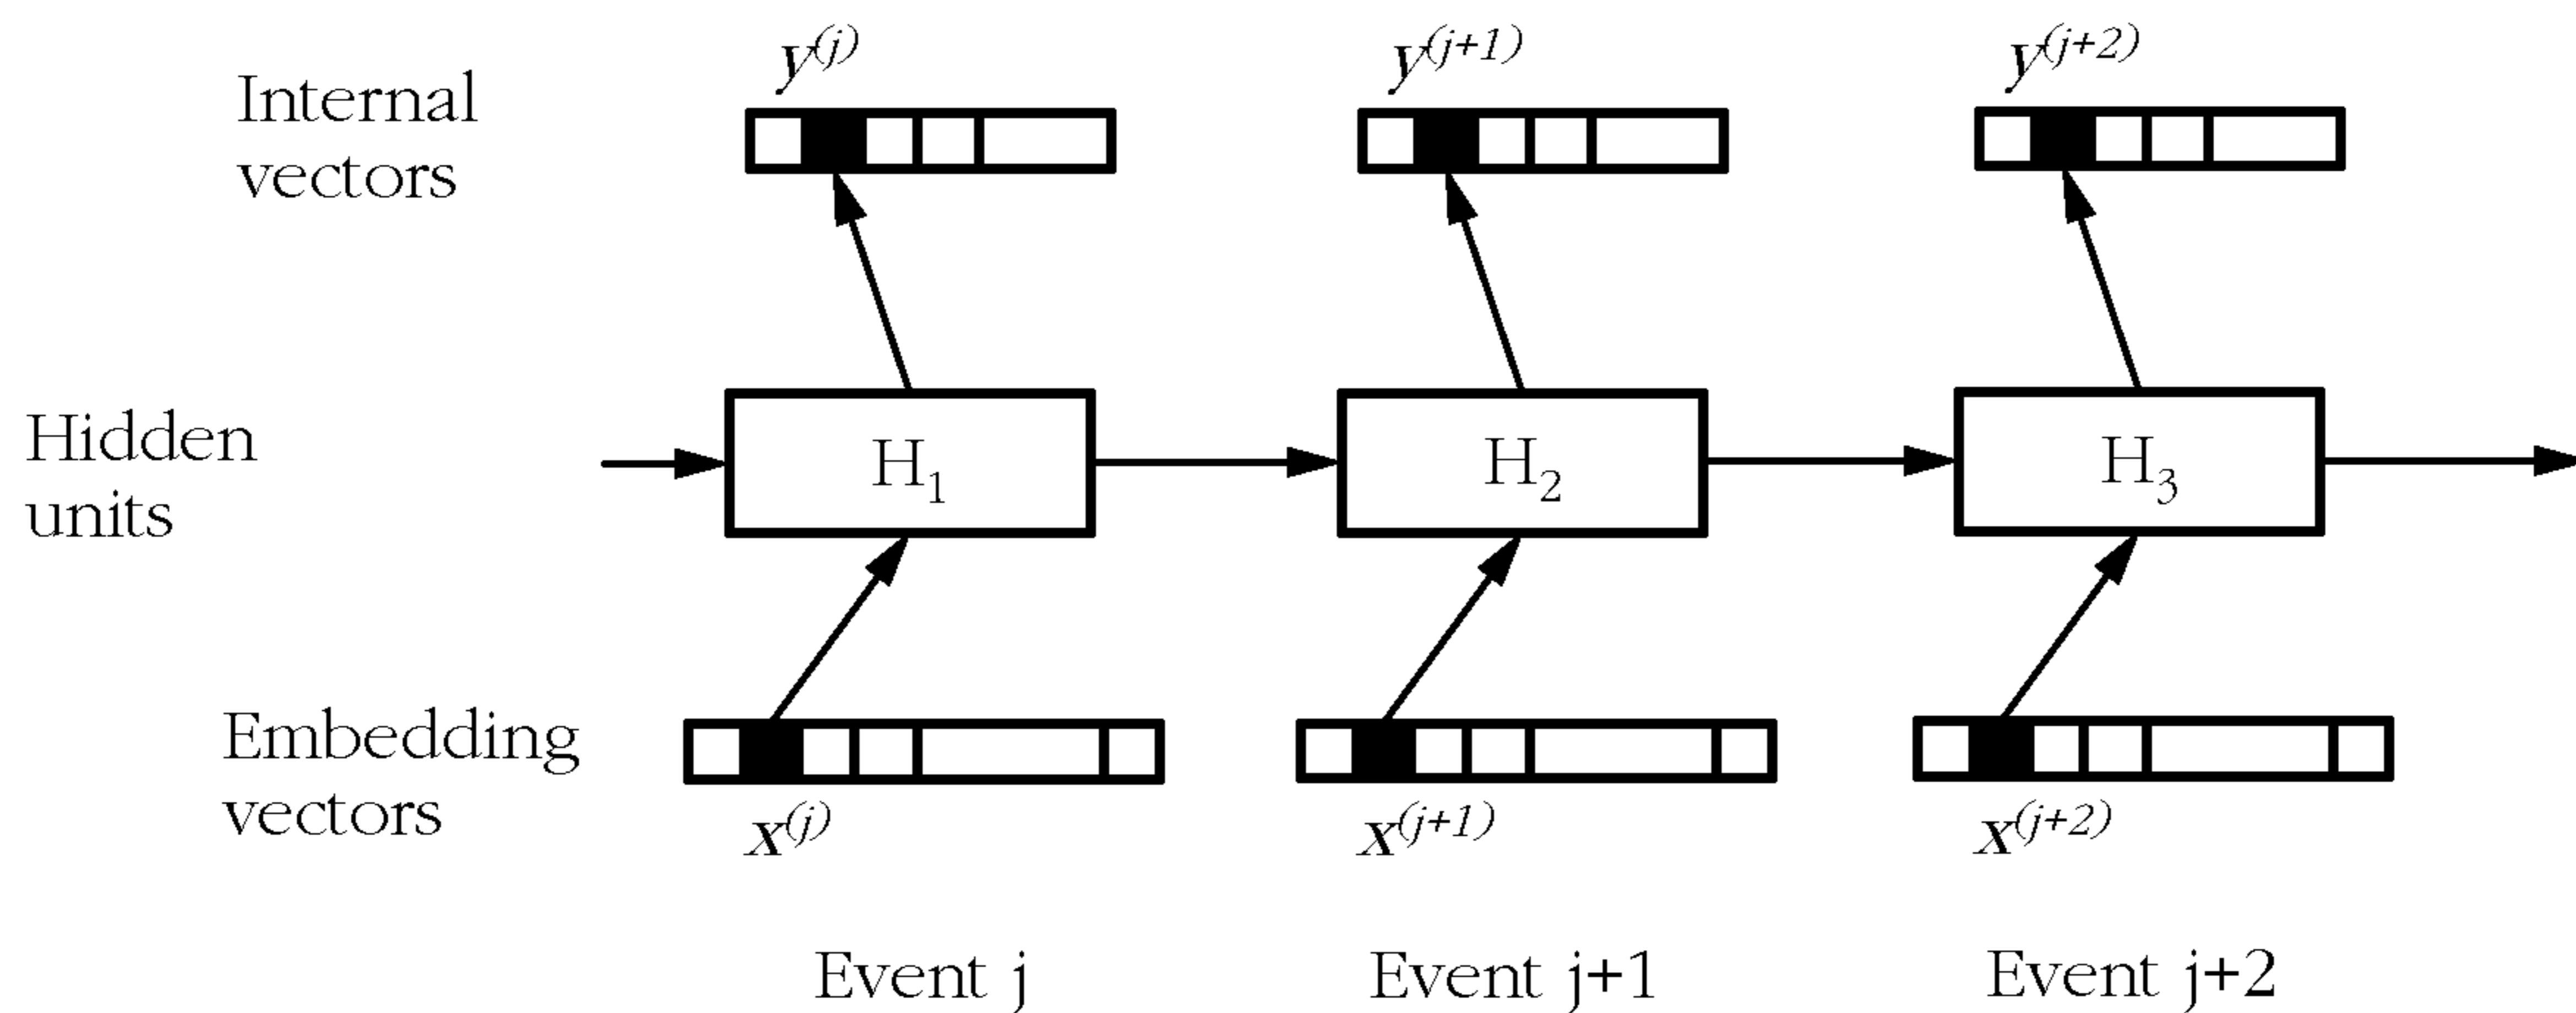 y(j) y(j+1) y(j+2)
Internal
vectors
Hidden
units
H1 H2 H3
Embedding
vectors
x(j) x(j+1) x(j+2)
Event j Event j+1 Event j+2